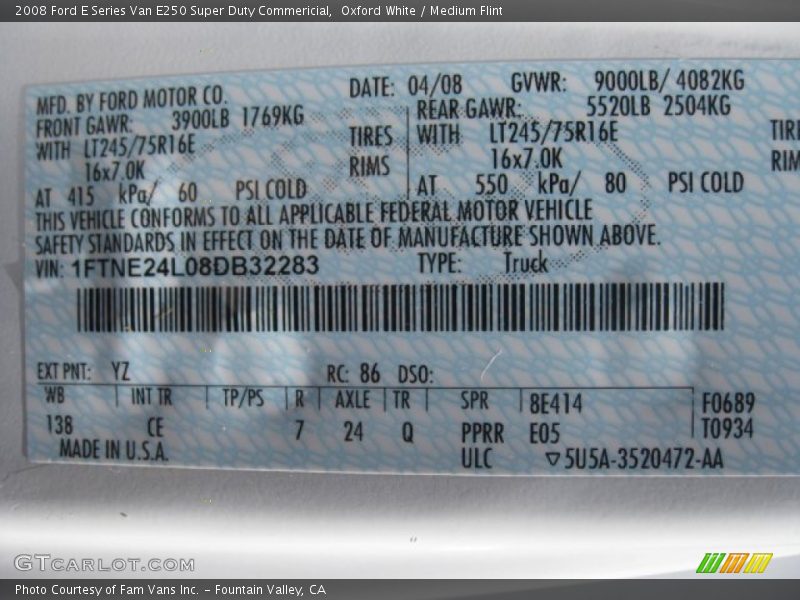 2008 Ford E Series Van E250 Super Duty Commericial, Oxford White / Medium Flint
MFD. BY FORD MOTOR CO.
DATE: 04/08 GVWR: 9000LB/ 4082KG
FRONT GAWR: 3900LB 1769KG
REAR GAWR: 5520LB 2504KG
WITH LT245/75R16E TIRES
WITH LT245/75R16E
16x7.0K RIMS
16x7.0K
AT 415 kPa/ 60 PSI COLD
AT 550 kPa/ 80 PSI COLD
THIS VEHICLE CONFORMS TO ALL APPLICABLE FEDERAL MOTOR VEHICLE
SAFETY STANDARDS IN EFFECT ON THE DATE OF MANUFACTURE SHOWN ABOVE.
VIN: 1FTNE24L08DB32283 TYPE: Truck
EXT PNT: YZ RC: 86 DSO:
WB INT TR TP/PS R AXLE TR SPR 8E414 F0689
138 CE 7 24 Q PPRR E05 T0934
MADE IN U.S.A. ULC ▽5U5A-3520472-AA
GTCARLOT.COM
Photo Courtesy of Fam Vans Inc. – Fountain Valley, CA